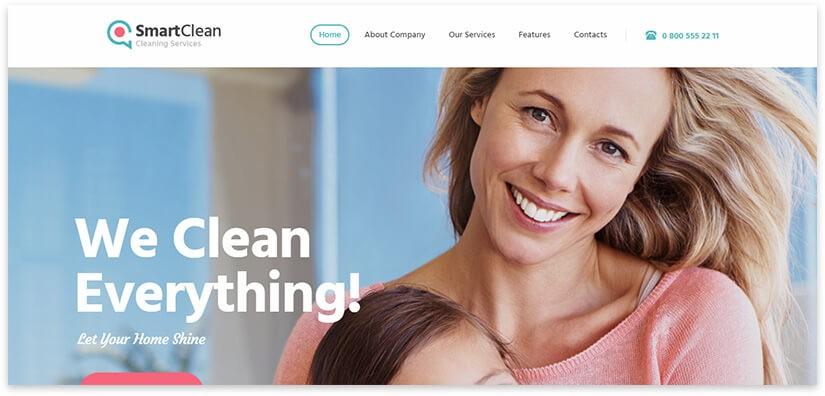 SmartClean
Cleaning Services
Home
About Company
Our Services
Features
Contacts
0 800 555 22 11
We Clean
Everything!
Let Your Home Shine